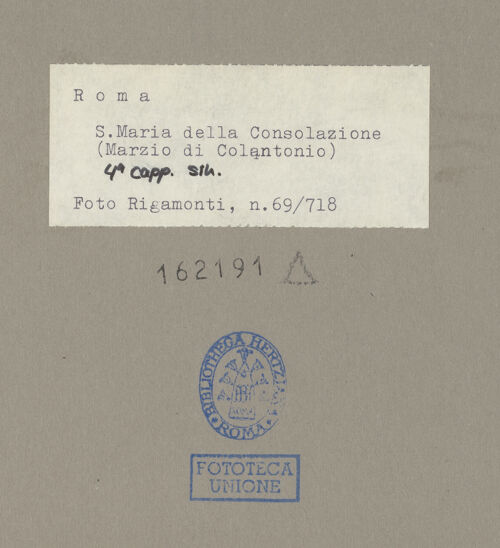 Roma
S.Maria della Consolazione
(Marzio di Colantonio)
4ª capp. sin.
Foto Rigamonti, n.69/718
162191
BIBLIOTHECA HERTZIANA
ROMA
FOTOTECA
UNIONE